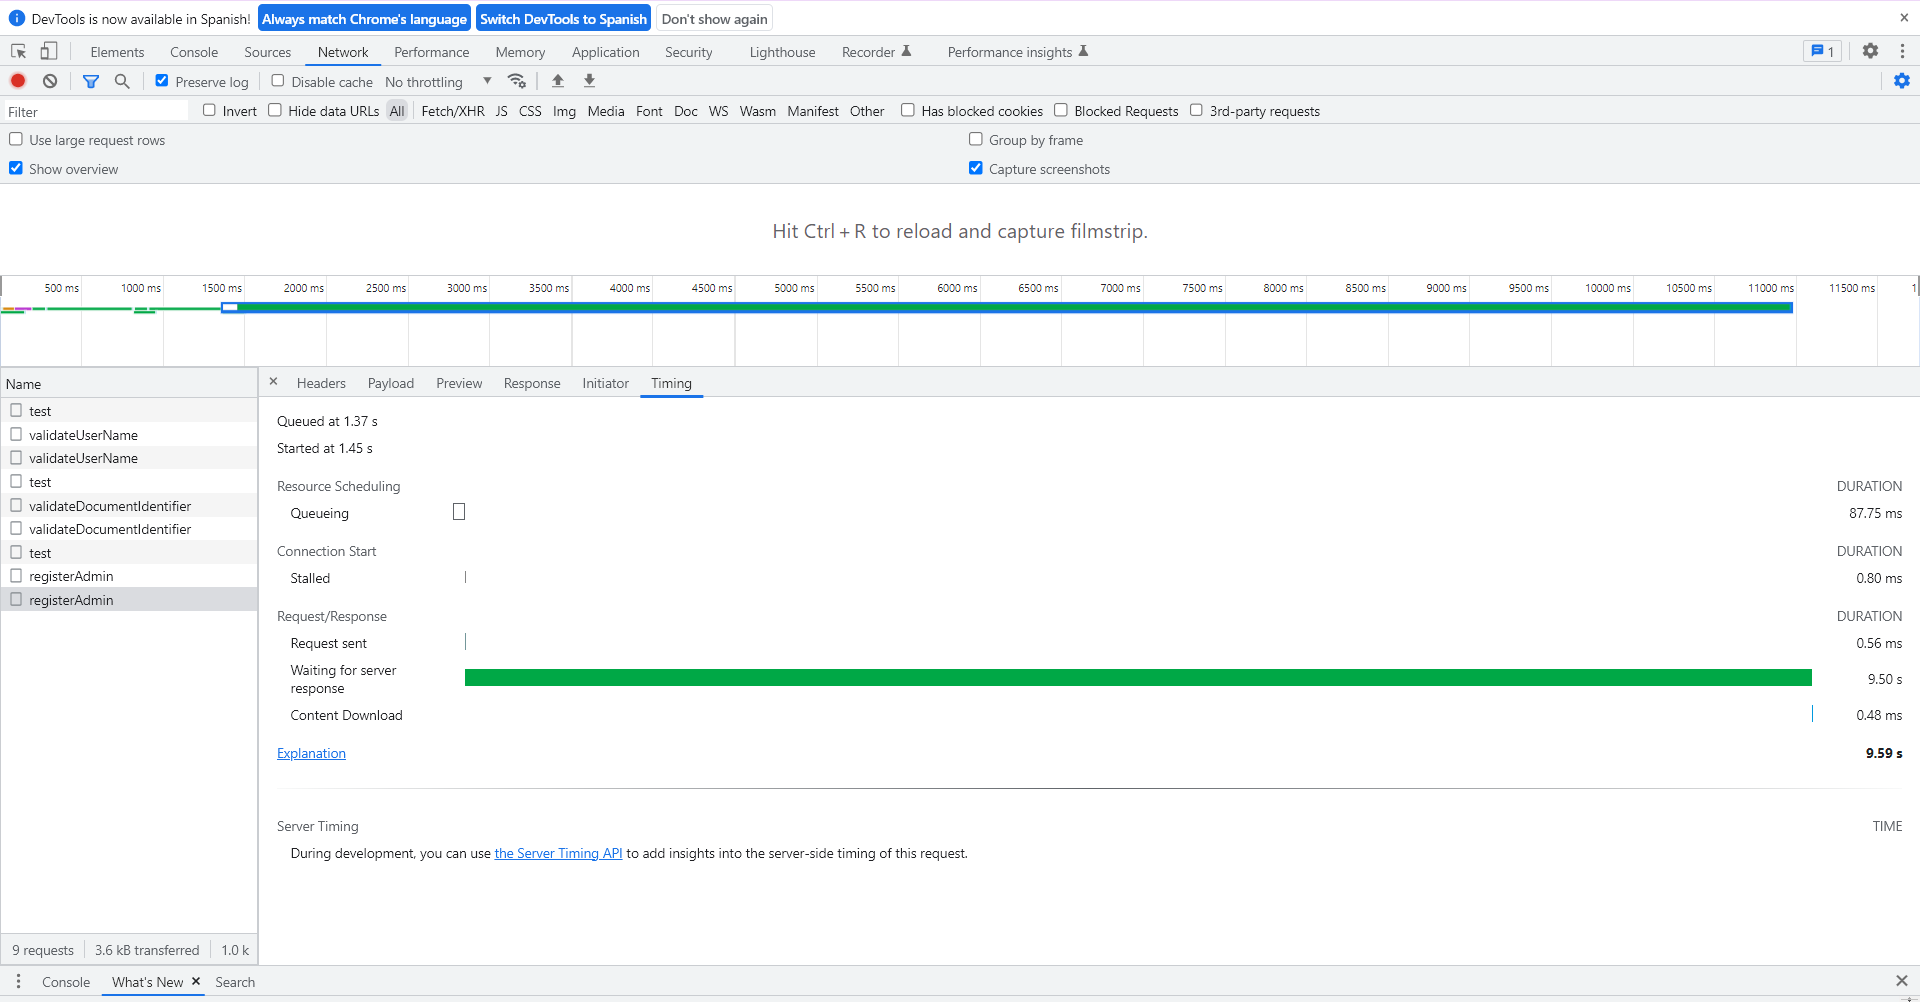 DevTools is now available in Spanish! Always match Chrome's language Switch DevTools to Spanish Don't show again
Elements Console Sources Network Performance Memory Application Security Lighthouse Recorder Performance insights 1
Preserve log Disable cache No throttling
Filter Invert Hide data URLs All Fetch/XHR JS CSS Img Media Font Doc WS Wasm Manifest Other Has blocked cookies Blocked Requests 3rd-party requests
Use large request rows Group by frame
Show overview Capture screenshots
Hit Ctrl + R to reload and capture filmstrip.
500 ms 1000 ms 1500 ms 2000 ms 2500 ms 3000 ms 3500 ms 4000 ms 4500 ms 5000 ms 5500 ms 6000 ms 6500 ms 7000 ms 7500 ms 8000 ms 8500 ms 9000 ms 9500 ms 10000 ms 10500 ms 11000 ms 11500 ms 1
Name
test
validateUserName
validateUserName
test
validateDocumentIdentifier
validateDocumentIdentifier
test
registerAdmin
registerAdmin
Headers Payload Preview Response Initiator Timing
Queued at 1.37 s
Started at 1.45 s
Resource Scheduling DURATION
Queueing 87.75 ms
Connection Start DURATION
Stalled 0.80 ms
Request/Response DURATION
Request sent 0.56 ms
Waiting for server
response 9.50 s
Content Download 0.48 ms
Explanation 9.59 s
Server Timing TIME
During development, you can use the Server Timing API to add insights into the server-side timing of this request.
9 requests 3.6 kB transferred 1.0 k
Console What's New Search